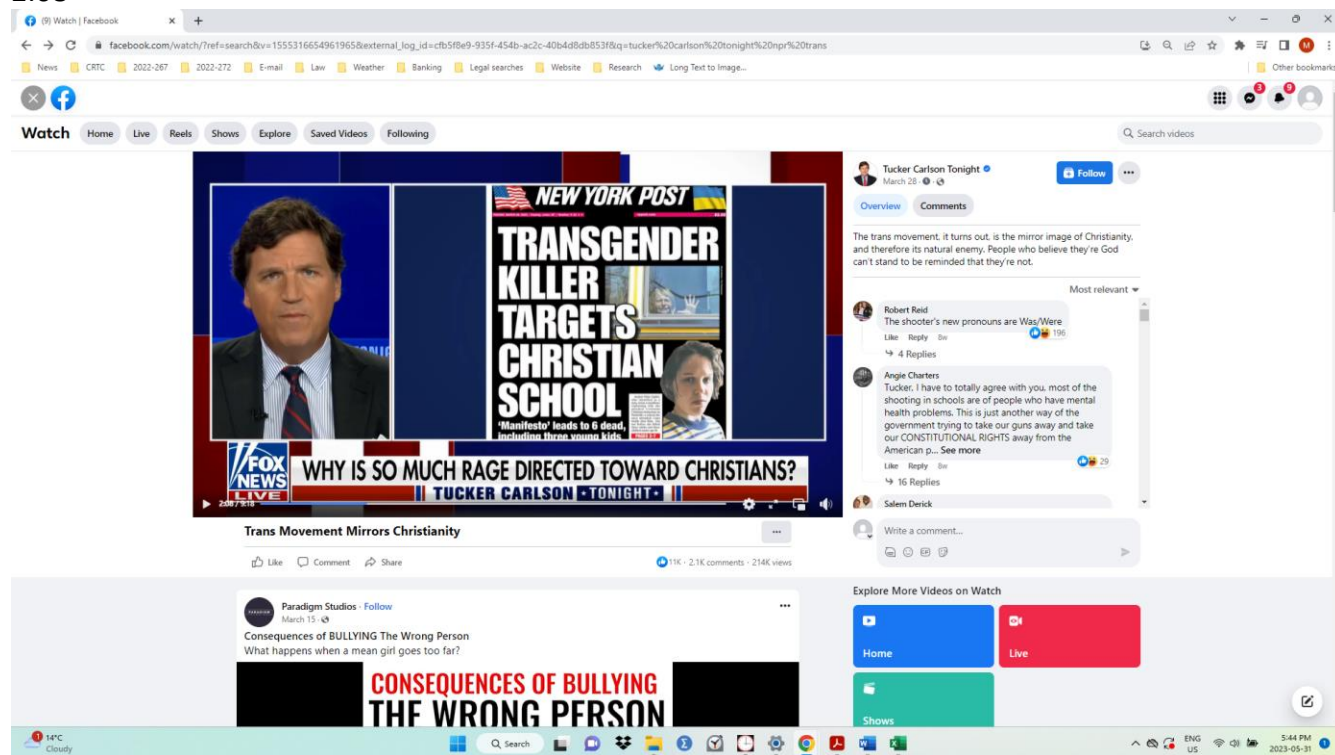 (9) Watch | Facebook
facebook.com/watch/?ref=search&v=1555316654961965&external_log_id=cfb5f8e9-935f-454b-ac2c-40b4d8db853f&q=tucker%20carlson%20tonight%20npr%20trans
M
News CRTC 2022-267 2022-272 E-mail Law Weather Banking Legal searches Website Research Long Text to Image... Other bookmarks
3 9
Watch Home Live Reels Shows Explore Saved Videos Following Search videos
NEW YORK POST
TRANSGENDER
KILLER
TARGETS
CHRISTIAN
SCHOOL
'Manifesto' leads to 6 dead,
including three young kids
FOX
NEWS
LIVE
WHY IS SO MUCH RAGE DIRECTED TOWARD CHRISTIANS?
TUCKER CARLSON TONIGHT
2:08 / 9:18
Trans Movement Mirrors Christianity
Like Comment Share 11K · 2.1K comments · 214K views
Tucker Carlson Tonight
March 28
Follow
Overview Comments
The trans movement, it turns out, is the mirror image of Christianity,
and therefore its natural enemy. People who believe they're God
can't stand to be reminded that they're not.
Most relevant
Robert Reid
The shooter's new pronouns are Was/Were
196
Like Reply 8w
4 Replies
Angie Charters
Tucker, I have to totally agree with you, most of the
shooting in schools are of people who have mental
health problems. This is just another way of the
government trying to take our guns away and take
our CONSTITUTIONAL RIGHTS away from the
American p... See more
29
Like Reply 8w
16 Replies
Salem Derick
Write a comment...
Paradigm Studios · Follow
March 15
Consequences of BULLYING The Wrong Person
What happens when a mean girl goes too far?
CONSEQUENCES OF BULLYING
THE WRONG PERSON
Explore More Videos on Watch
Home
Live
Shows
1
14°C
Cloudy
Search
ENG
US
5:44 PM
2023-05-31